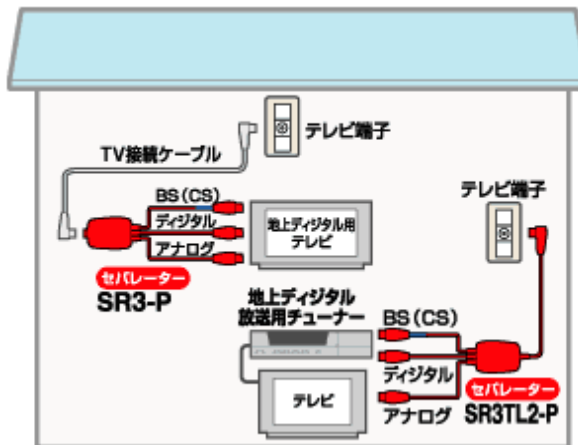 テレビ端子
TV接続ケーブル
BS(CS)
ディジタル
アナログ
地上ディジタル用
テレビ
セパレーター
SR3-P
テレビ端子
地上ディジタル
放送用チューナー
BS(CS)
ディジタル
アナログ
テレビ
セパレーター
SR3TL2-P